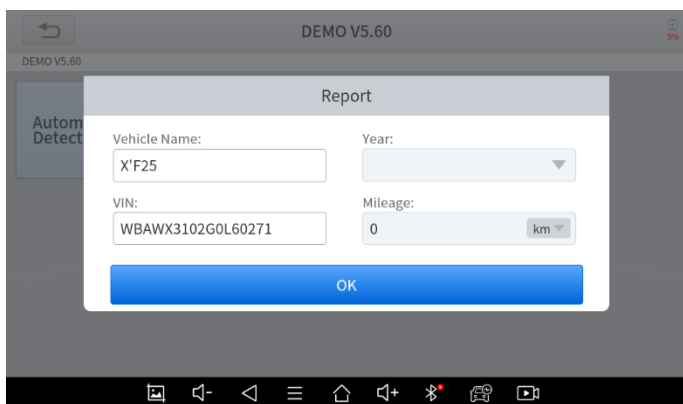 DEMO V5.60
5%
DEMO V5.60
Autom
Detect
Report
Vehicle Name:
Year:
X'F25
VIN:
Mileage:
WBAWX3102G0L60271
0
km
OK